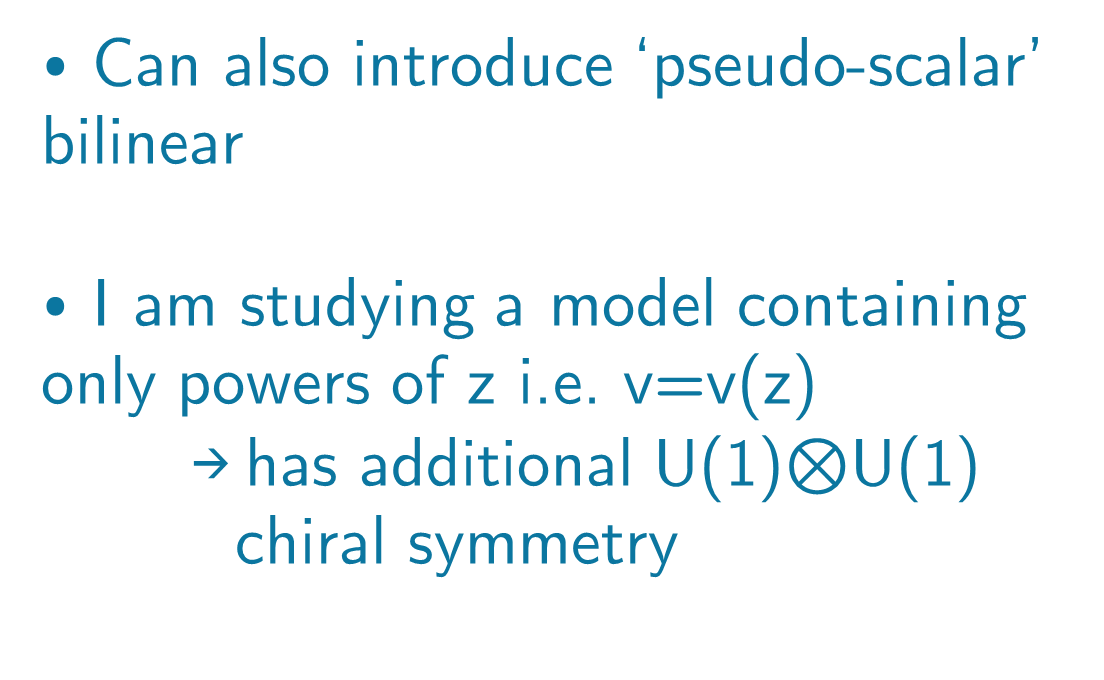 • Can also introduce ‘pseudo-scalar’
bilinear
• I am studying a model containing
only powers of z i.e. v=v(z)
→ has additional U(1)⊗U(1)
chiral symmetry